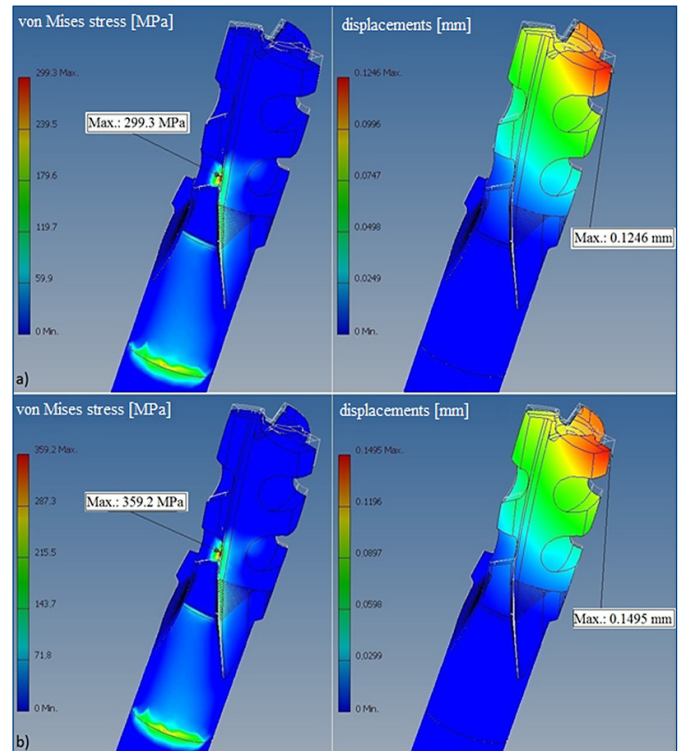 von Mises stress [MPa]
299.3 Max.
239.5
179.6
119.7
59.9
0 Min.
Max.: 299.3 MPa
a)
displacements [mm]
0.1246 Max.
0.0996
0.0747
0.0498
0.0249
0 Min.
Max.: 0.1246 mm
von Mises stress [MPa]
359.2 Max.
287.3
215.5
143.7
71.8
0 Min.
Max.: 359.2 MPa
b)
displacements [mm]
0.1495 Max.
0.1196
0.0897
0.0598
0.0299
0 Min.
Max.: 0.1495 mm